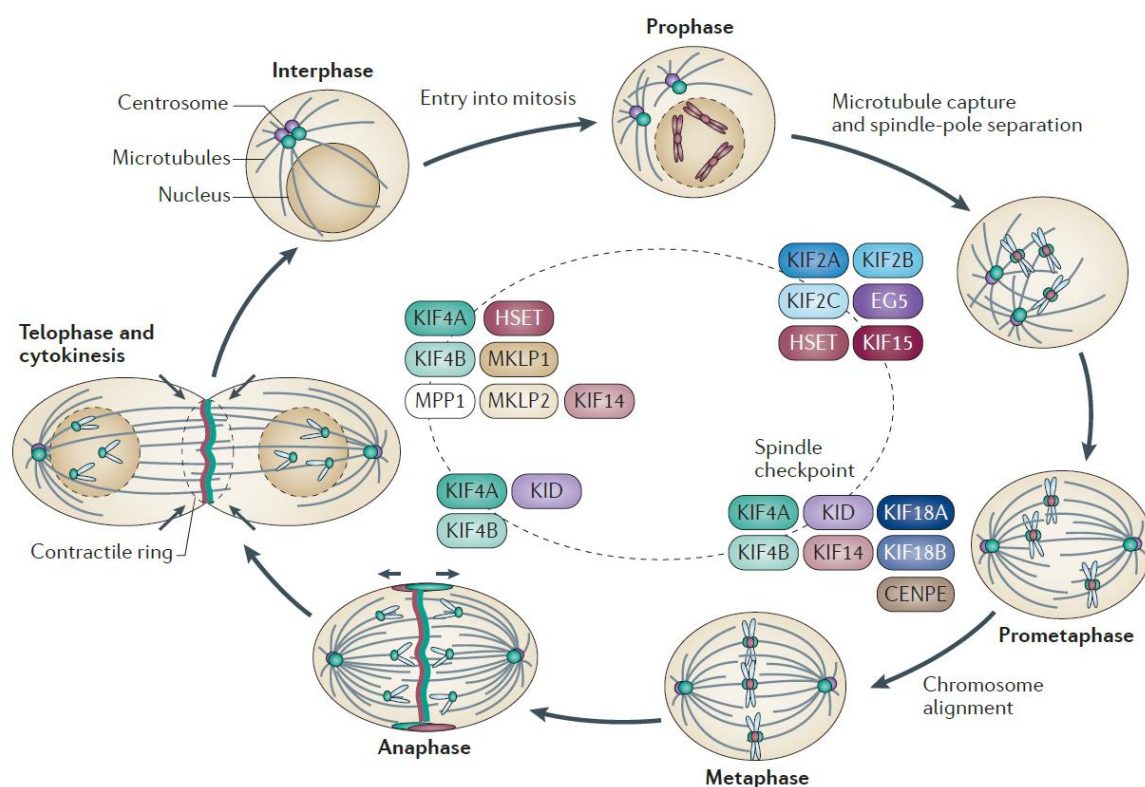 Prophase
Interphase
Centrosome
Microtubules
Nucleus
Entry into mitosis
Microtubule capture
and spindle-pole separation
KIF2A KIF2B
KIF2C EG5
HSET KIF15
KIF4A HSET
KIF4B MKLP1
MPP1 MKLP2 KIF14
Telophase and
cytokinesis
Contractile ring
KIF4A KID
KIF4B
Spindle
checkpoint
KIF4A KID KIF18A
KIF4B KIF14 KIF18B
CENPE
Prometaphase
Chromosome
alignment
Anaphase
Metaphase